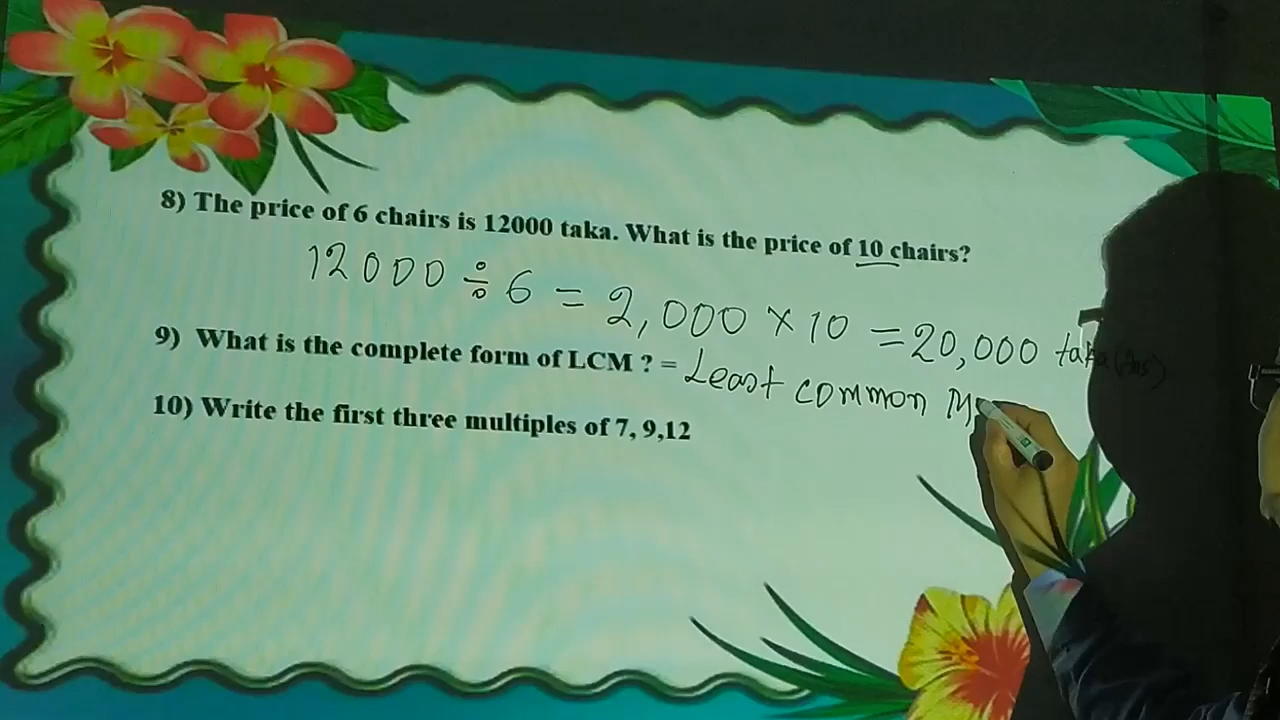 8) The price of 6 chairs is 12000 taka. What is the price of 10 chairs?
12000 ÷ 6 = 2,000 × 10 = 20,000 taka (Ans)
9) What is the complete form of LCM ? = Least common M
10) Write the first three multiples of 7, 9,12